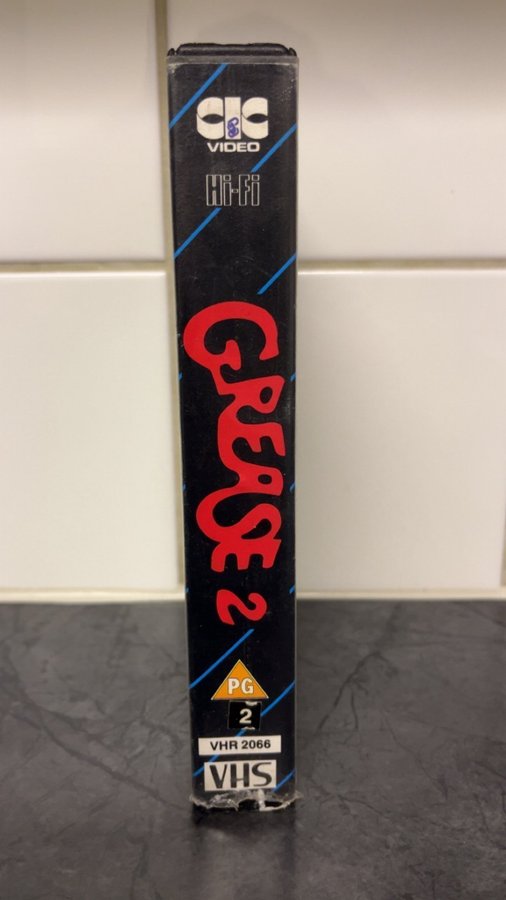 CIC
VIDEO
Hi-Fi
GREASE 2
PG
2
VHR 2066
VHS